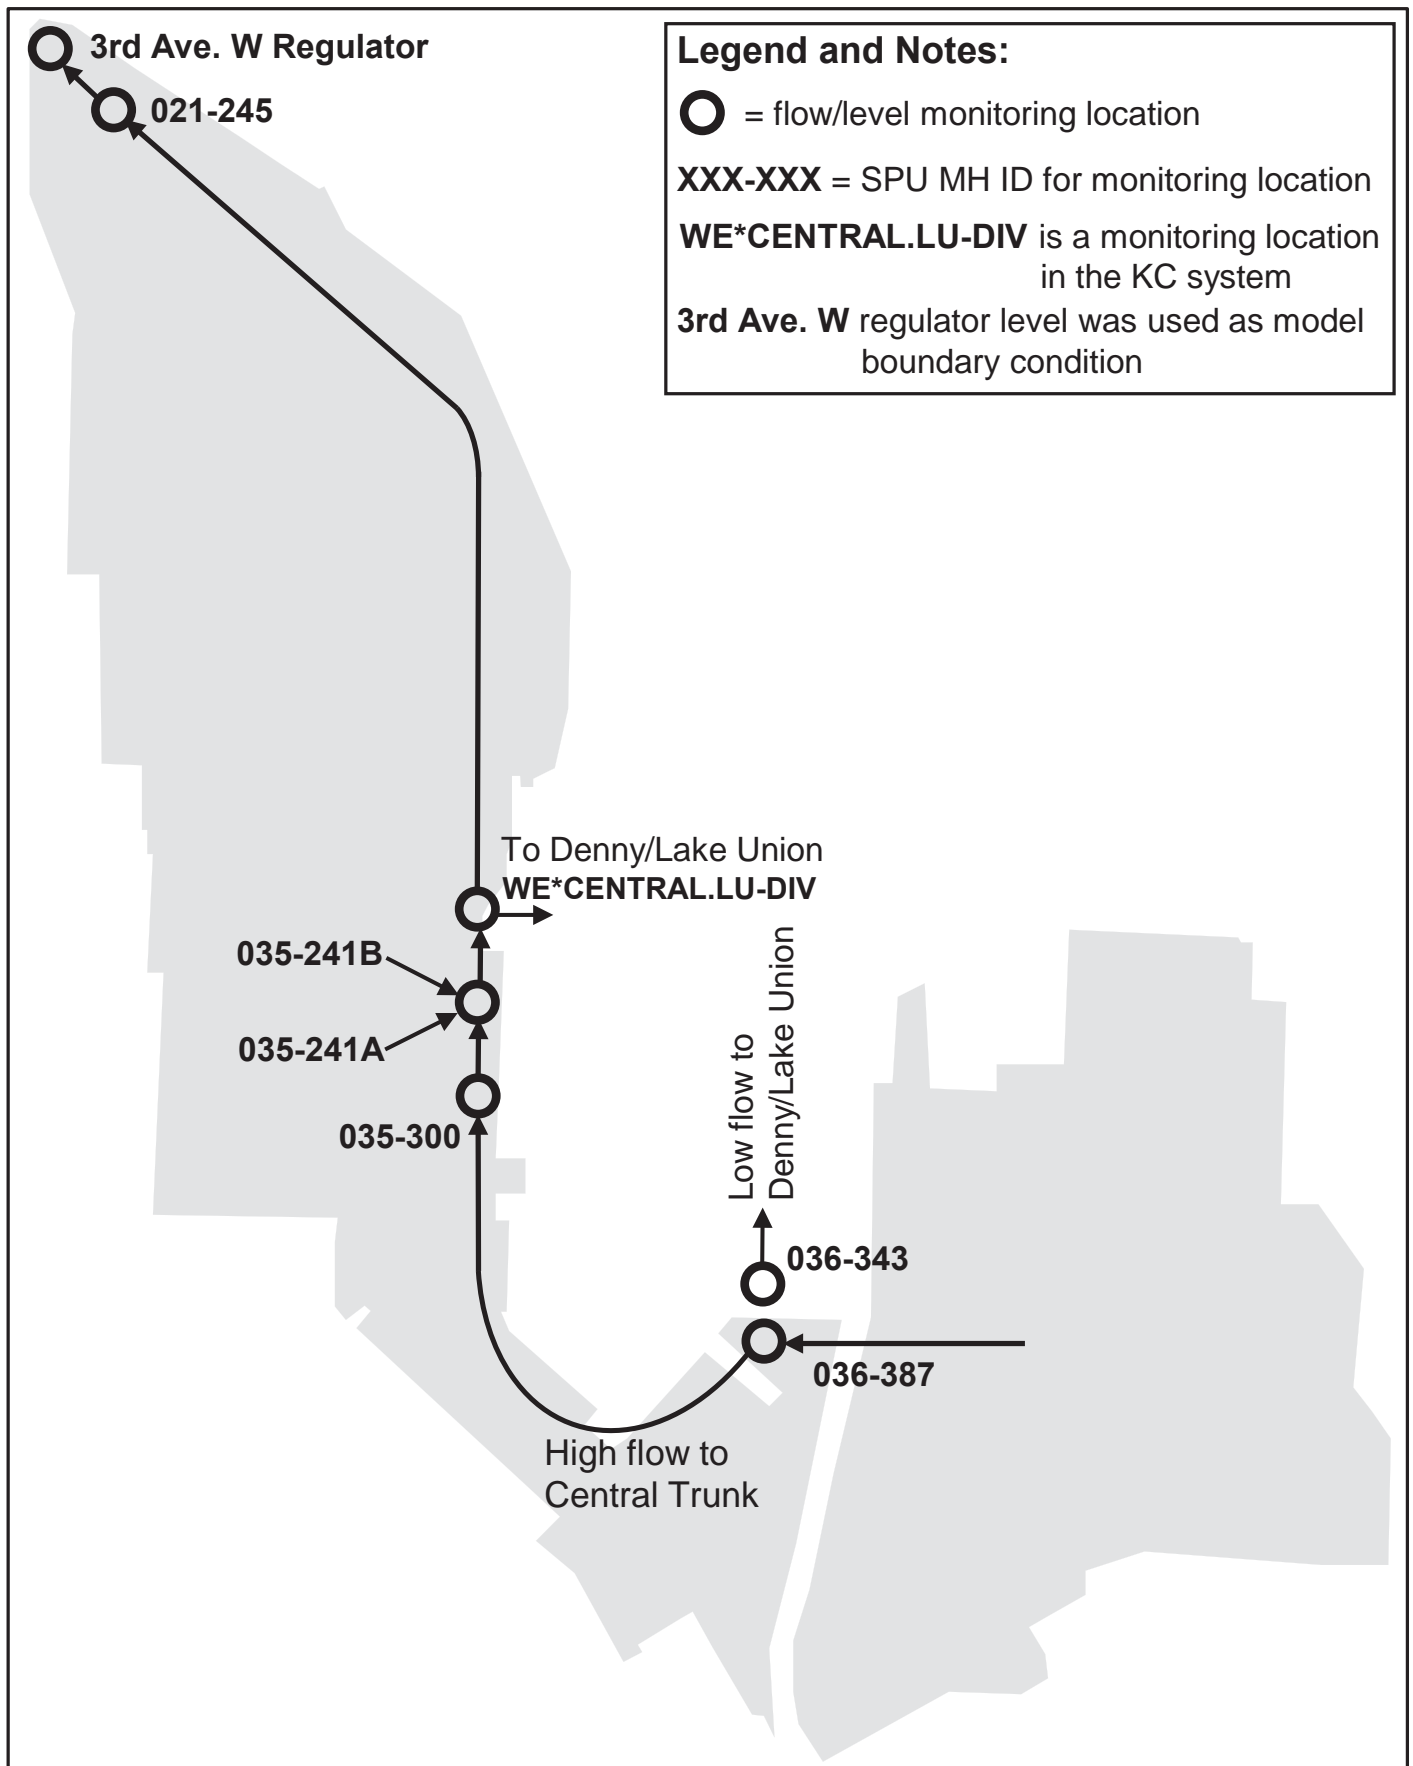 3rd Ave. W Regulator
021-245
Legend and Notes:
= flow/level monitoring location
XXX-XXX = SPU MH ID for monitoring location
WE*CENTRAL.LU-DIV is a monitoring location
in the KC system
3rd Ave. W regulator level was used as model
boundary condition
To Denny/Lake Union
WE*CENTRAL.LU-DIV
035-241B
035-241A
035-300
Low flow to
Denny/Lake Union
036-343
036-387
High flow to
Central Trunk